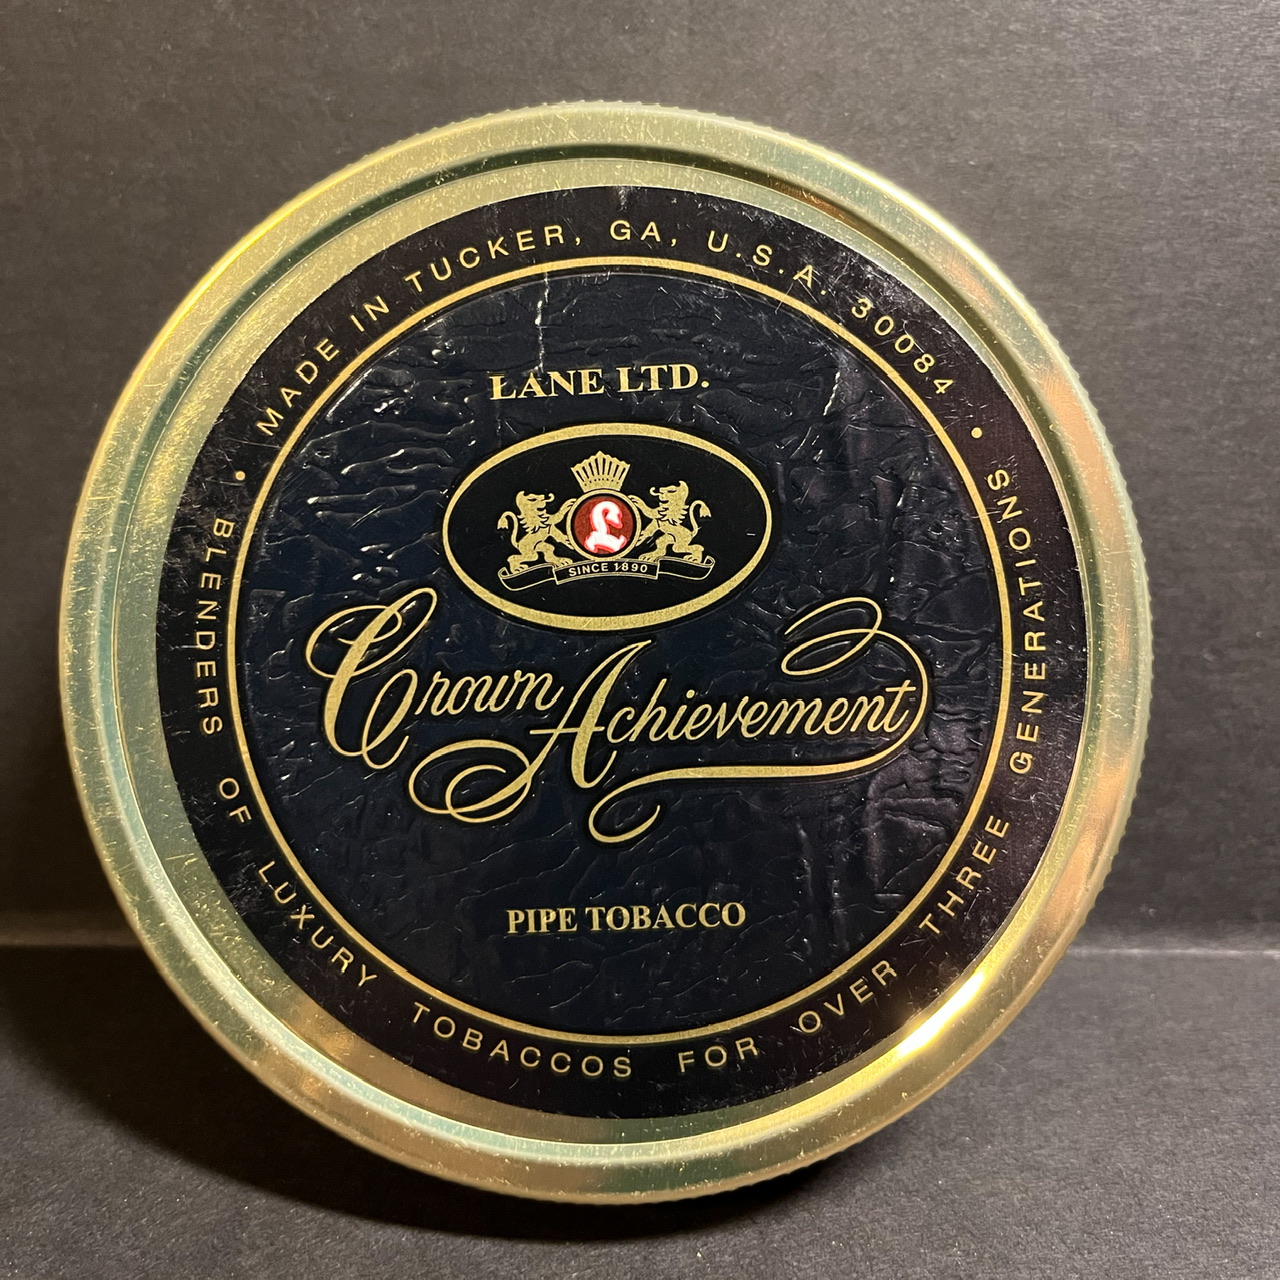 MADE IN TUCKER, GA, U.S.A. 30084 •
LANE LTD.
L
SINCE 1890
Crown Achievement
PIPE TOBACCO
• BLENDERS OF LUXURY TOBACCOS FOR OVER THREE GENERATIONS